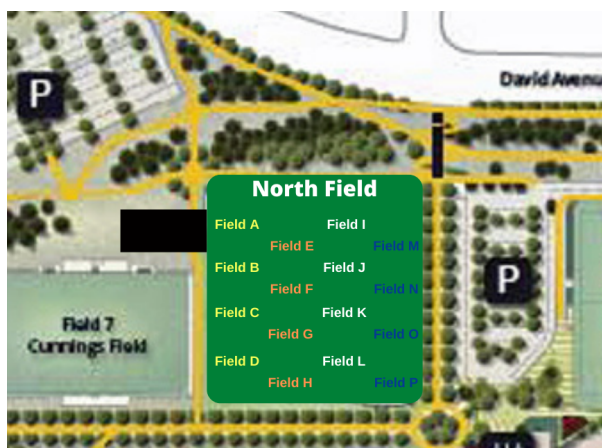 P
David Avenu
North Field
Field A
Field I
Field E
Field M
Field B
Field J
Field F
Field N
Field 7
Cunnings Field
Field C
Field K
Field G
Field O
Field D
Field L
Field H
Field P
P